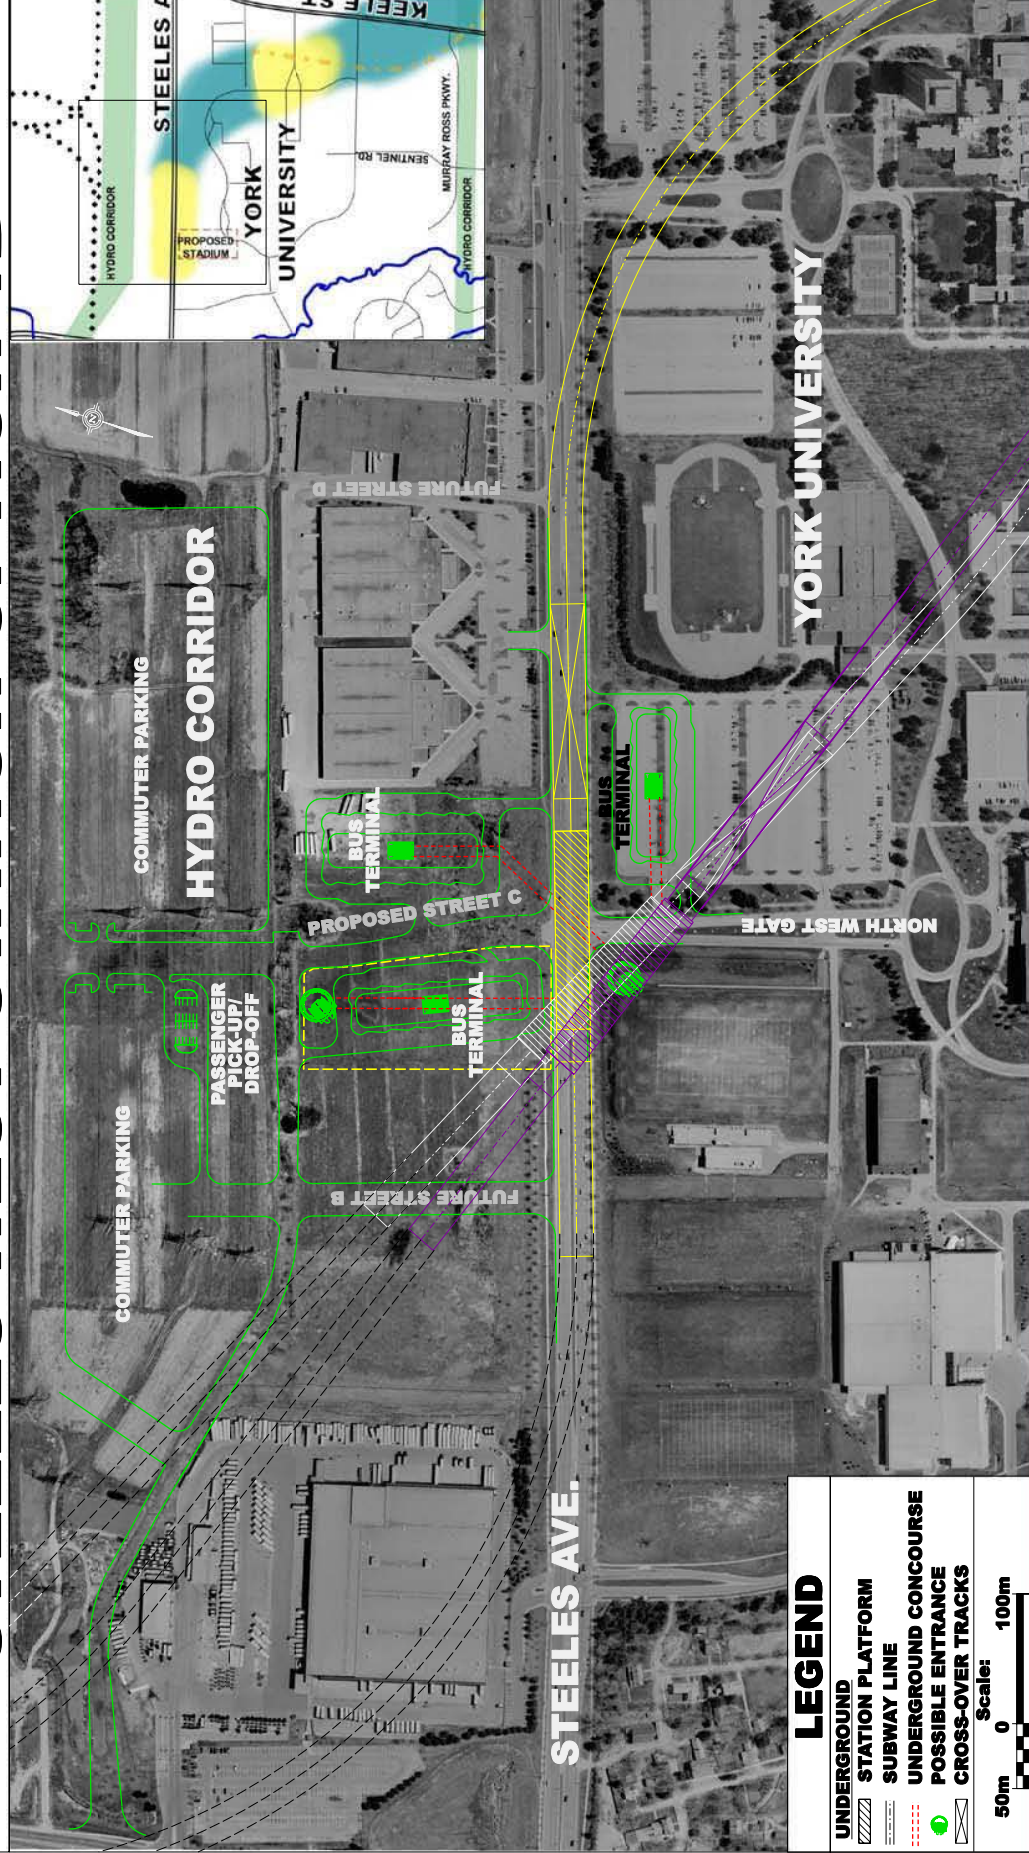 STEELES A
KEELE ST
HYDRO CORRIDOR
PROPOSED
STADIUM
YORK
UNIVERSITY
SENTINEL RD.
MURRAY ROSS PKWY.
HYDRO CORRIDOR
N
COMMUTER PARKING
HYDRO CORRIDOR
FUTURE STREET D
YORK UNIVERSITY
BUS
TERMINAL
BUS
TERMINAL
PROPOSED STREET C
NORTH WEST GATE
PASSENGER
PICK-UP/
DROP-OFF
BUS
TERMINAL
COMMUTER PARKING
FUTURE STREET B
STEELES AVE.
LEGEND
UNDERGROUND
STATION PLATFORM
SUBWAY LINE
UNDERGROUND CONCOURSE
POSSIBLE ENTRANCE
CROSS-OVER TRACKS
Scale:
50m 0 100m